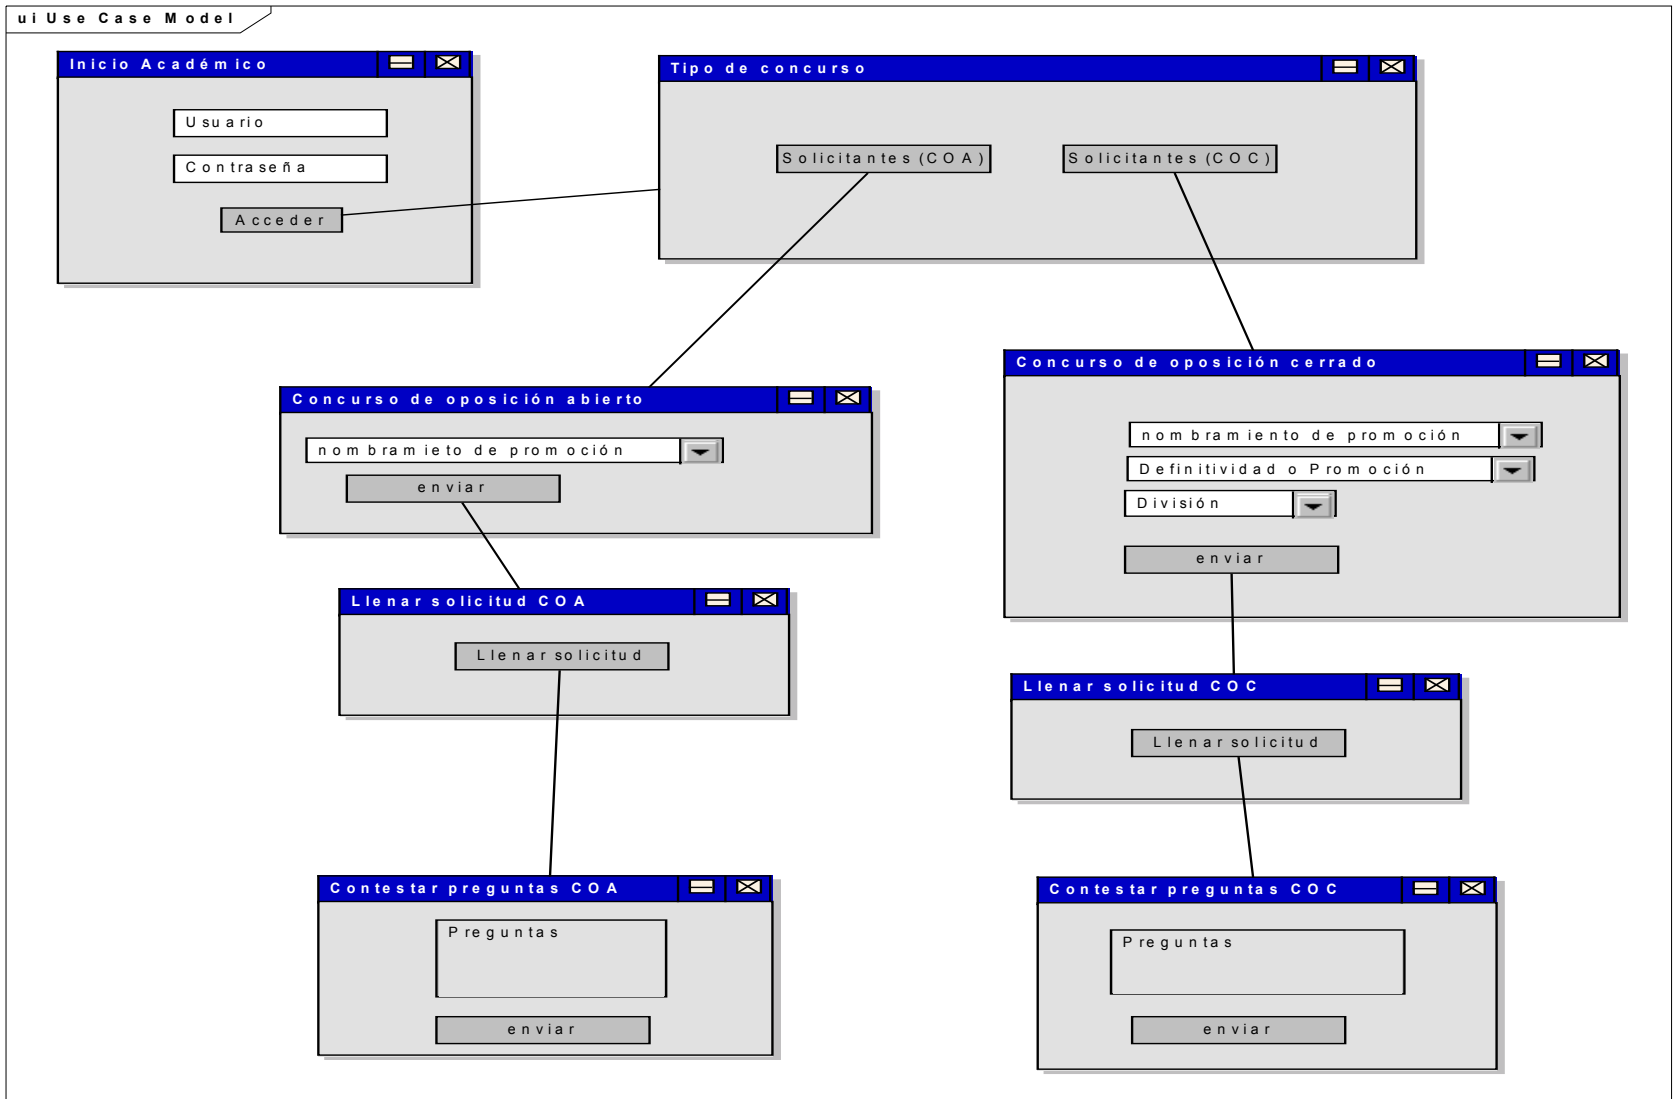 ui Use Case Model
Inicio Académico
Usuario
Contraseña
Acceder
Tipo de concurso
Solicitantes(COA)
Solicitantes(COC)
Concurso de oposición abierto
nombramieto de promoción
enviar
Concurso de oposición cerrado
nombramiento de promoción
Definitividad o Promoción
División
enviar
Llenar solicitud COA
Llenar solicitud
Llenar solicitud COC
Llenar solicitud
Contestar preguntas COA
Preguntas
enviar
Contestar preguntas COC
Preguntas
enviar